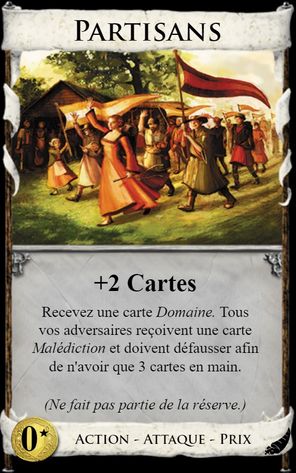 Partisans
+2 Cartes
Recevez une carte Domaine. Tous
vos adversaires reçoivent une carte
Malédiction et doivent défausser afin
de n'avoir que 3 cartes en main.
(Ne fait pas partie de la réserve.)
0*
Action - Attaque - Prix